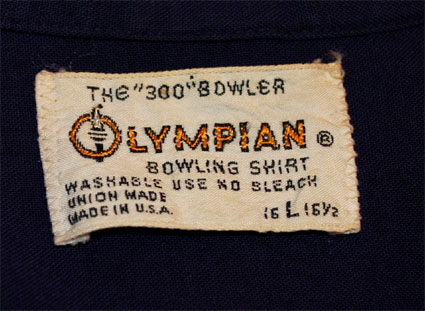 THE "300" BOWLER
OLYMPIAN ®
BOWLING SHIRT
WASHABLE USE NO BLEACH
UNION MADE
MADE IN U.S.A.
16 L 16½